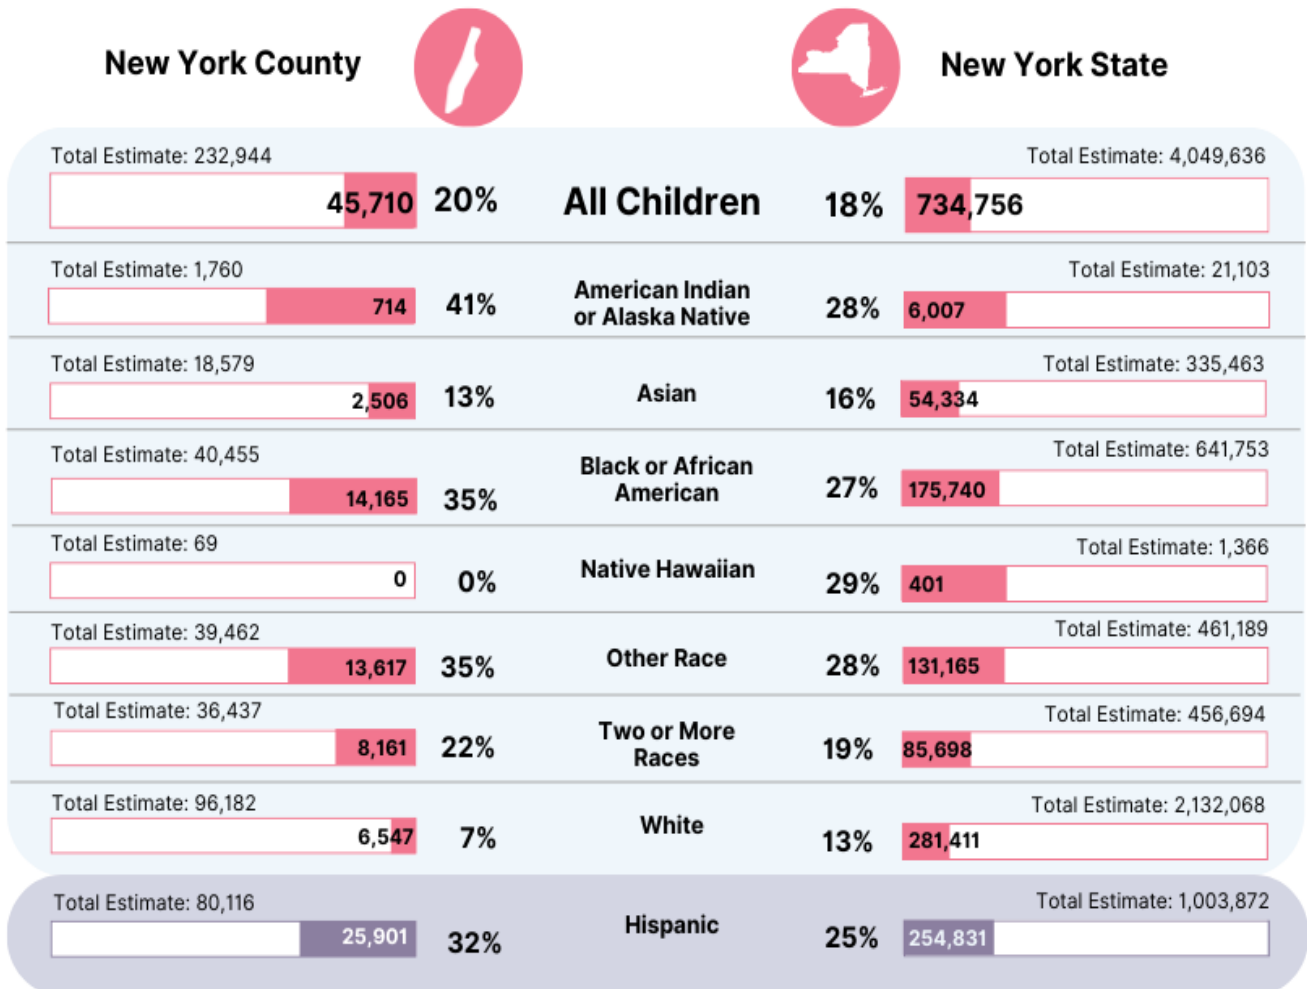 New York County
New York State
Total Estimate: 232,944
Total Estimate: 4,049,636
45,710 20% All Children 18% 734,756
Total Estimate: 1,760
Total Estimate: 21,103
714 41% American Indian
or Alaska Native 28% 6,007
Total Estimate: 18,579
Total Estimate: 335,463
2,506 13% Asian 16% 54,334
Total Estimate: 40,455
Total Estimate: 641,753
14,165 35% Black or African
American 27% 175,740
Total Estimate: 69
Total Estimate: 1,366
0 0% Native Hawaiian 29% 401
Total Estimate: 39,462
Total Estimate: 461,189
13,617 35% Other Race 28% 131,165
Total Estimate: 36,437
Total Estimate: 456,694
8,161 22% Two or More
Races 19% 85,698
Total Estimate: 96,182
Total Estimate: 2,132,068
6,547 7% White 13% 281,411
Total Estimate: 80,116
Total Estimate: 1,003,872
25,901 32% Hispanic 25% 254,831